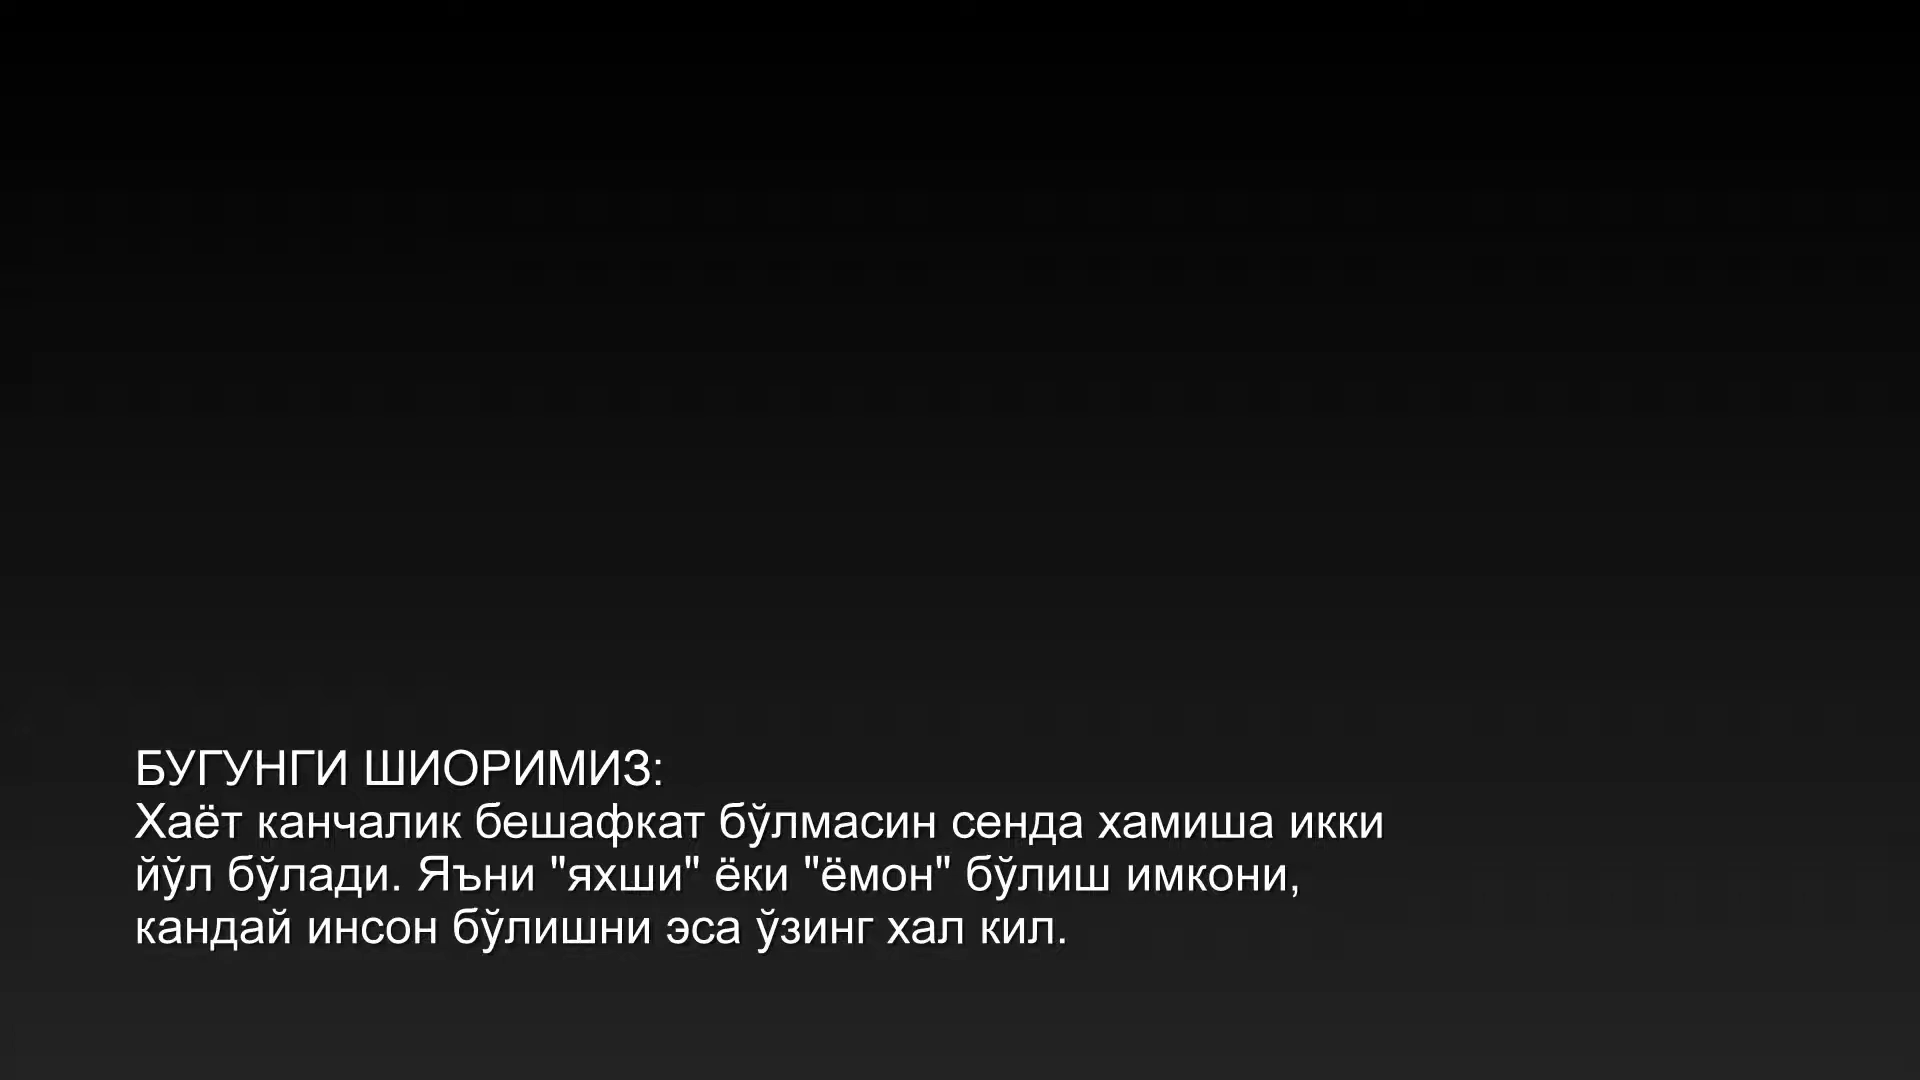 БУГУНГИ ШИОРИМИЗ:
Хаёт канчалик бешафкат бўлмасин сенда хамиша икки
йўл бўлади. Яъни "яхши" ёки "ёмон" бўлиш имкони,
кандай инсон бўлишни эса ўзинг хал кил.